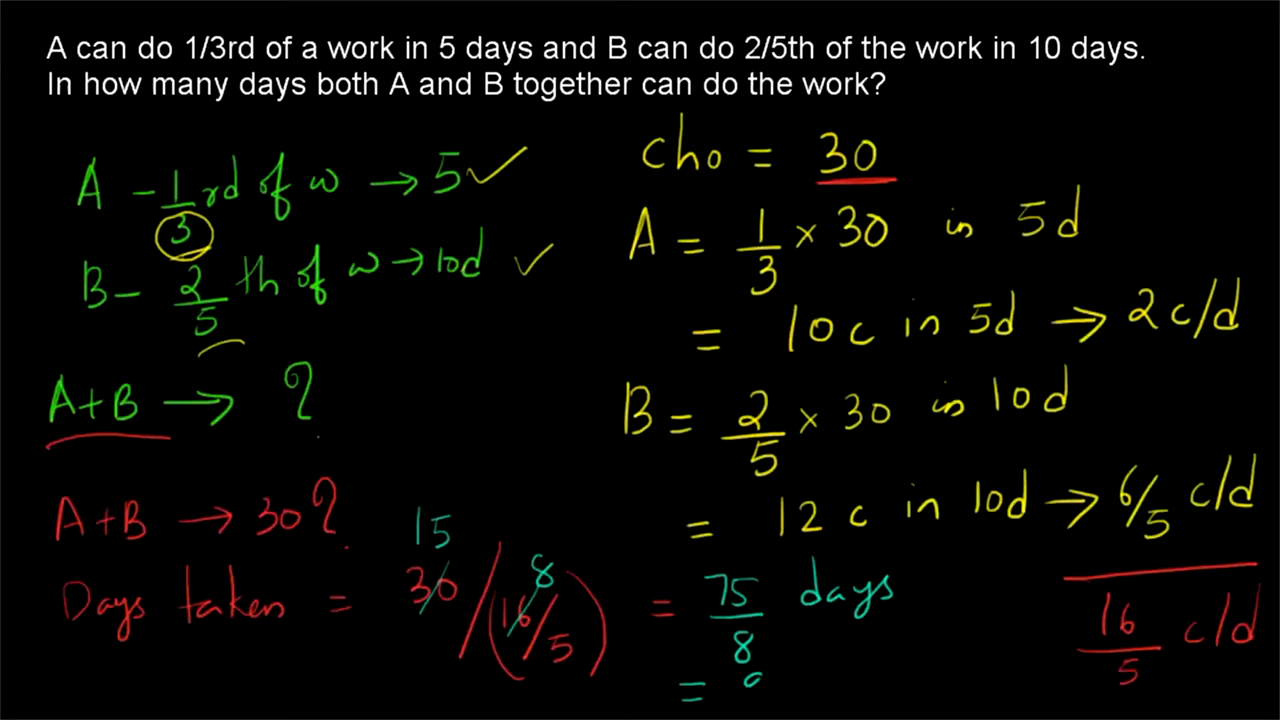 A can do 1/3rd of a work in 5 days and B can do 2/5th of the work in 10 days.
In how many days both A and B together can do the work?
A - 1/3 rd of w → 5 ✓
B - 2/5 th of w → 10d ✓
A+B → ?
A+B → 30?
Days taken = 30/(16/5) = 75/8 days
15
8
=
Cho = 30
A = 1/3 × 30 in 5d
= 10c in 5d → 2c/d
B = 2/5 × 30 in 10d
= 12c in 10d → 6/5 c/d
16/5 c/d